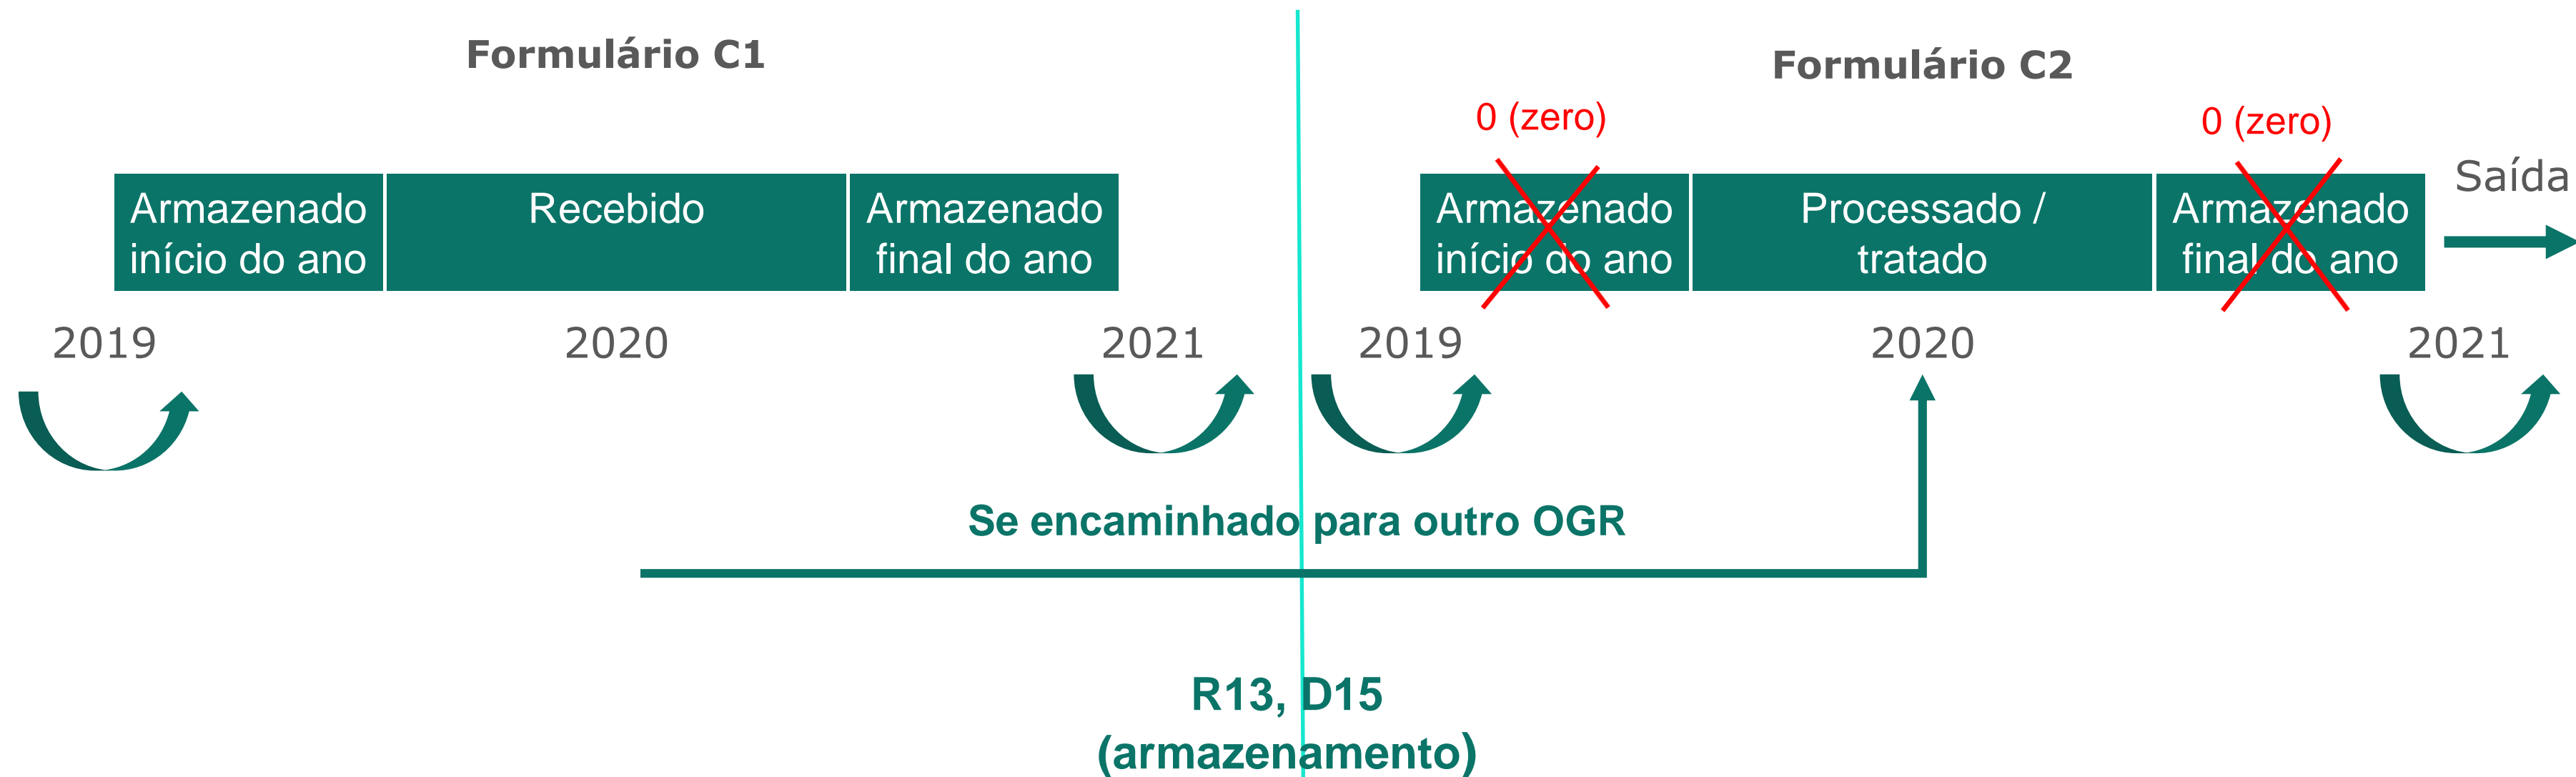 Formulário C1
Armazenado
início do ano
Recebido
Armazenado
final do ano
2019
2020
2021
Formulário C2
0 (zero)
0 (zero)
Armazenado
início do ano
Processado /
tratado
Armazenado
final do ano
Saída
2019
2020
2021
Se encaminhado para outro OGR
R13, D15
(armazenamento)